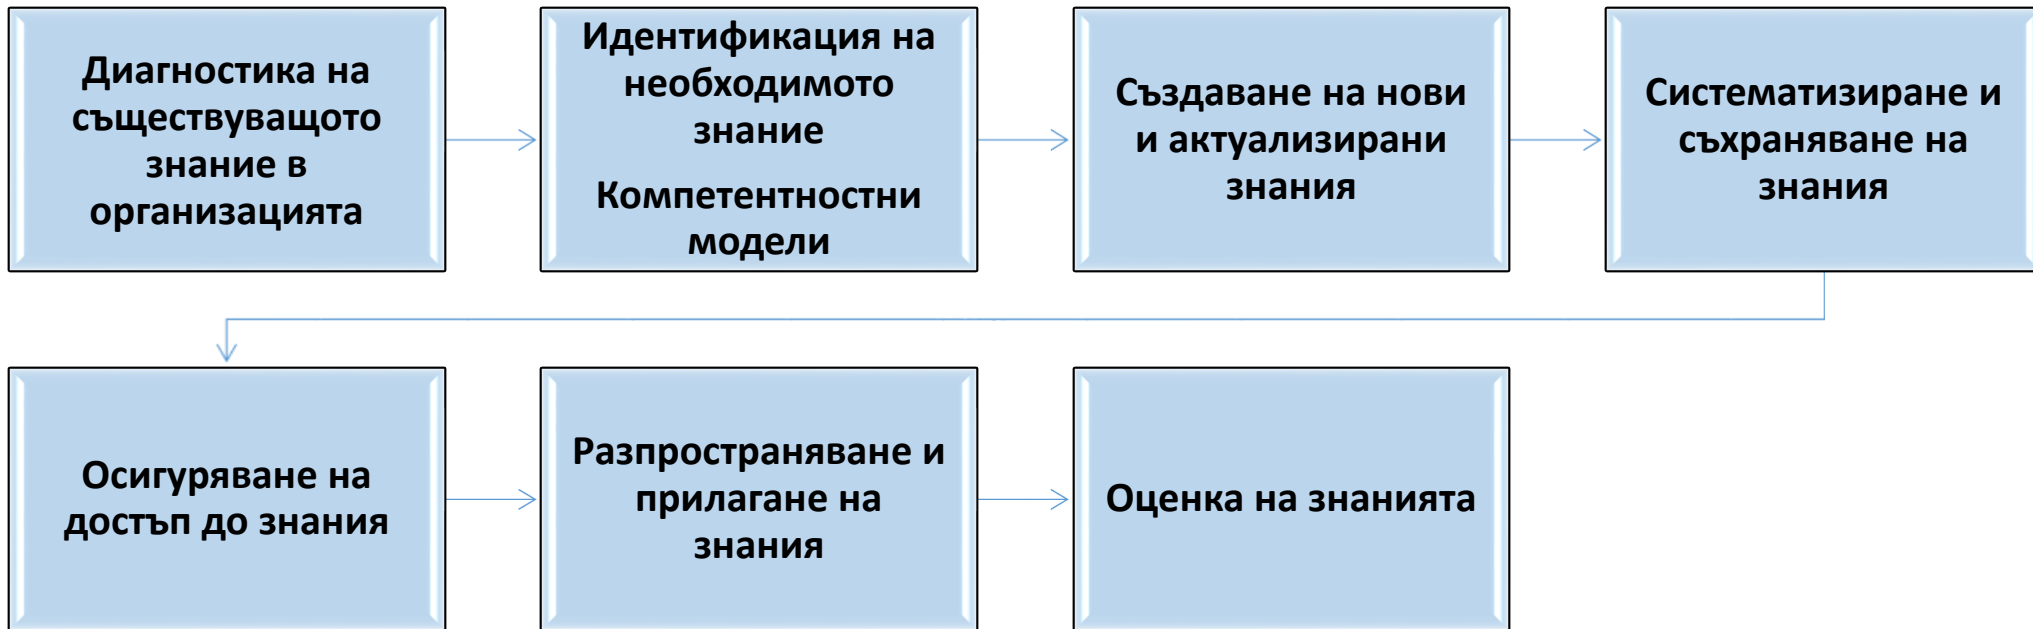 Диагностика на
съществуващото
знание в
организацията
Идентификация на
необходимото
знание
Компетентностни
модели
Създаване на нови
и актуализирани
знания
Систематизиране и
съхраняване на
знания
Осигуряване на
достъп до знания
Разпространяване и
прилагане на
знания
Оценка на знанията